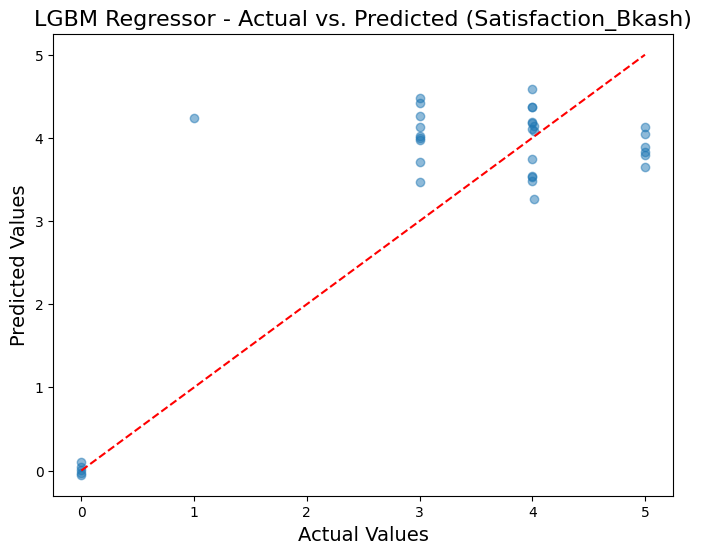 LGBM Regressor - Actual vs. Predicted (Satisfaction_Bkash)
5
4
3
2
1
0
Predicted Values
0 1 2 3 4 5
Actual Values